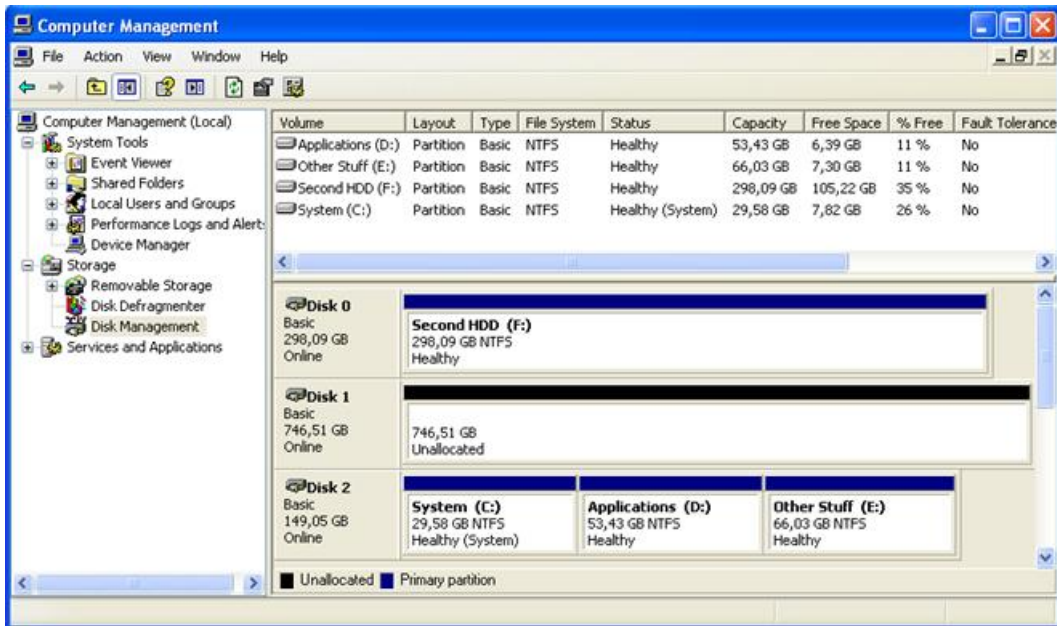 Computer Management
File Action View Window Help
Computer Management (Local)
System Tools
Event Viewer
Shared Folders
Local Users and Groups
Performance Logs and Alert
Device Manager
Storage
Removable Storage
Disk Defragmenter
Disk Management
Services and Applications
Volume Layout Type File System Status Capacity Free Space % Free Fault Tolerance
Applications (D:) Partition Basic NTFS Healthy 53,43 GB 6,39 GB 11 % No
Other Stuff (E:) Partition Basic NTFS Healthy 66,03 GB 7,30 GB 11 % No
Second HDD (F:) Partition Basic NTFS Healthy 298,09 GB 105,22 GB 35 % No
System (C:) Partition Basic NTFS Healthy (System) 29,58 GB 7,82 GB 26 % No
Disk 0
Basic
298,09 GB
Online
Second HDD (F:)
298,09 GB NTFS
Healthy
Disk 1
Basic
746,51 GB
Online
746,51 GB
Unallocated
Disk 2
Basic
149,05 GB
Online
System (C:)
29,58 GB NTFS
Healthy (System)
Applications (D:)
53,43 GB NTFS
Healthy
Other Stuff (E:)
66,03 GB NTFS
Healthy
Unallocated Primary partition